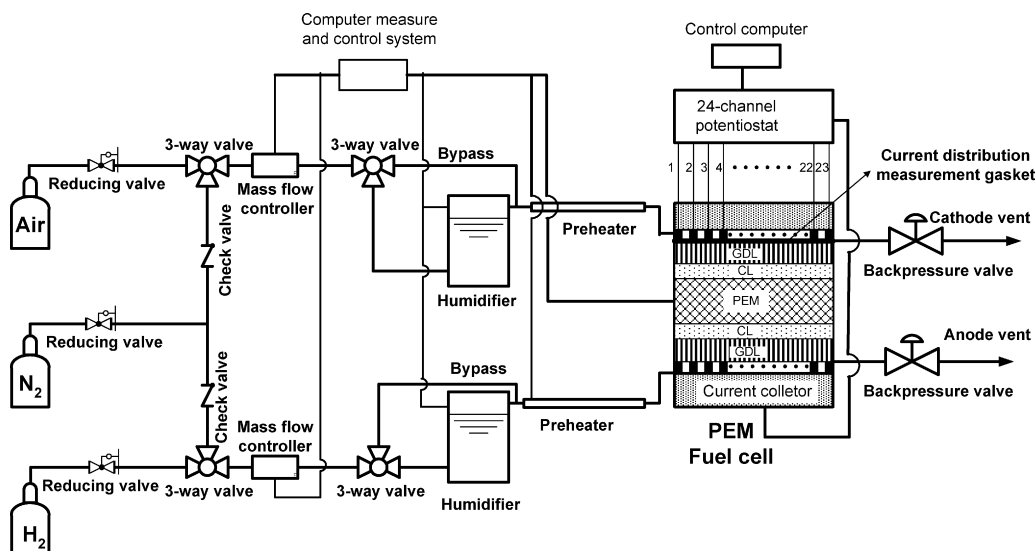 Computer measure
and control system
Control computer
24-channel
potentiostat
3-way valve
3-way valve
Bypass
1 2 3 4 22 23
Current distribution
measurement gasket
Reducing valve
Mass flow
controller
Air
Preheater
Cathode vent
Check valve
GDL
CL
Backpressure valve
Humidifier
PEM
Reducing valve
N2
CL
Anode vent
GDL
Bypass
Check valve
Current colletor
Backpressure valve
Mass flow
controller
Preheater
PEM
Fuel cell
Reducing valve
3-way valve
3-way valve
Humidifier
H2